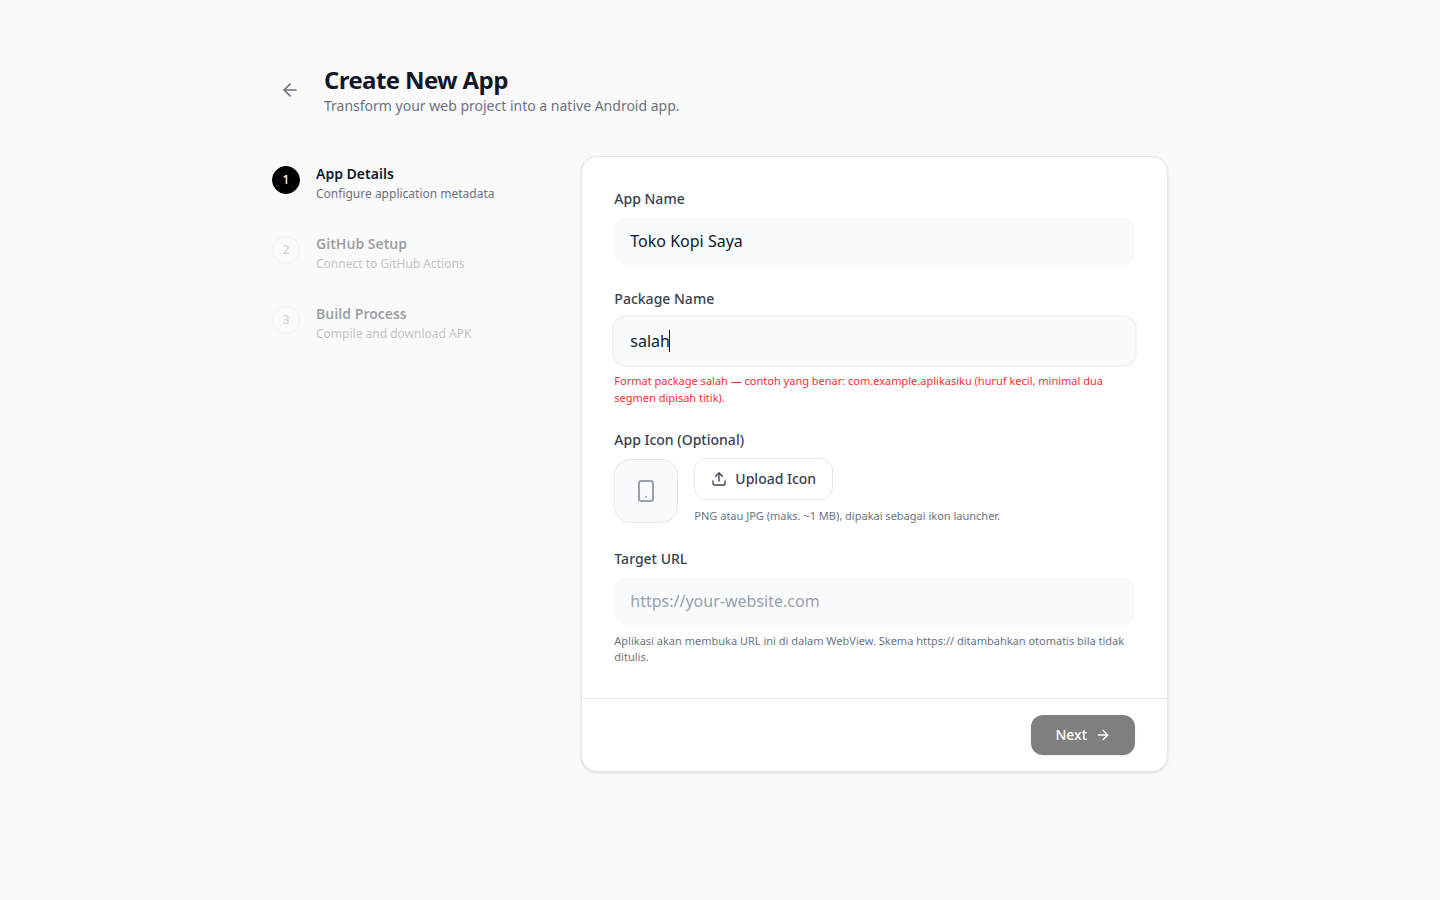 Create New App
Transform your web project into a native Android app.
1
App Details
Configure application metadata
2
GitHub Setup
Connect to GitHub Actions
3
Build Process
Compile and download APK
App Name
Toko Kopi Saya
Package Name
salah
Format package salah — contoh yang benar: com.example.aplikasiku (huruf kecil, minimal dua
segmen dipisah titik).
App Icon (Optional)
Upload Icon
PNG atau JPG (maks. ~1 MB), dipakai sebagai ikon launcher.
Target URL
https://your-website.com
Aplikasi akan membuka URL ini di dalam WebView. Skema https:// ditambahkan otomatis bila tidak
ditulis.
Next